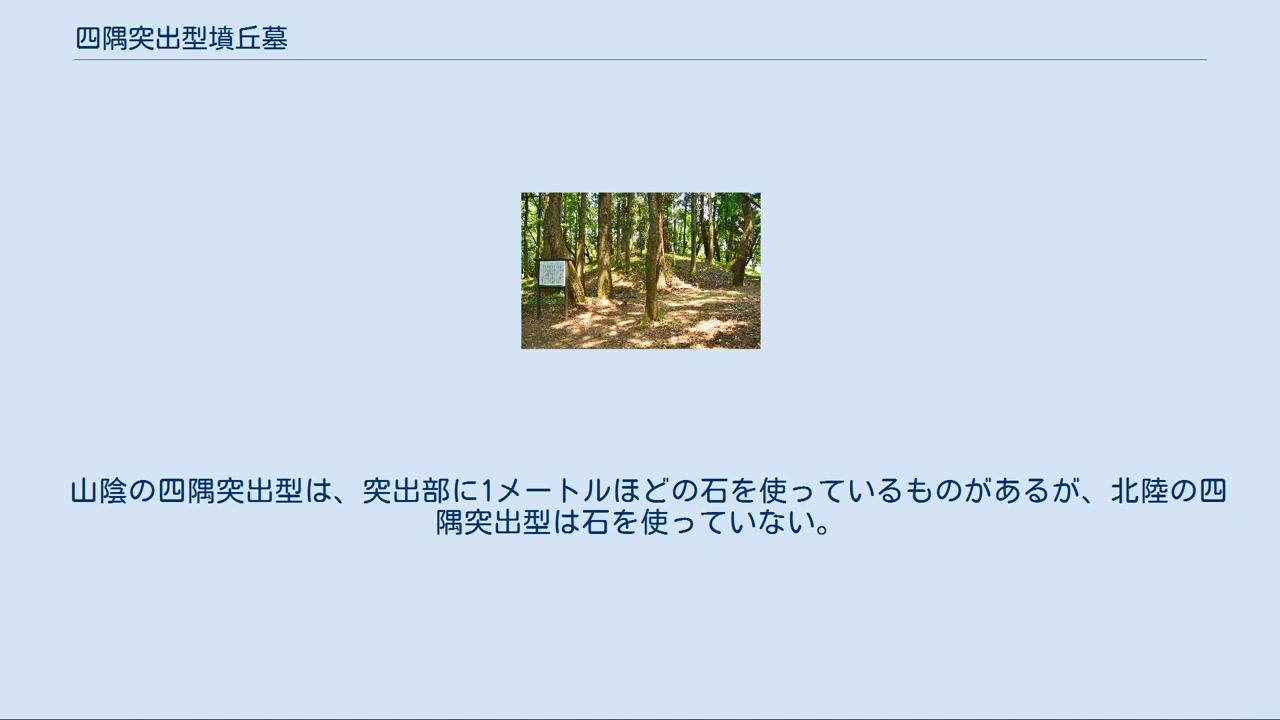 四隅突出型墳丘墓
山陰の四隅突出型は、突出部に1メートルほどの石を使っているものがあるが、北陸の四
隅突出型は石を使っていない。